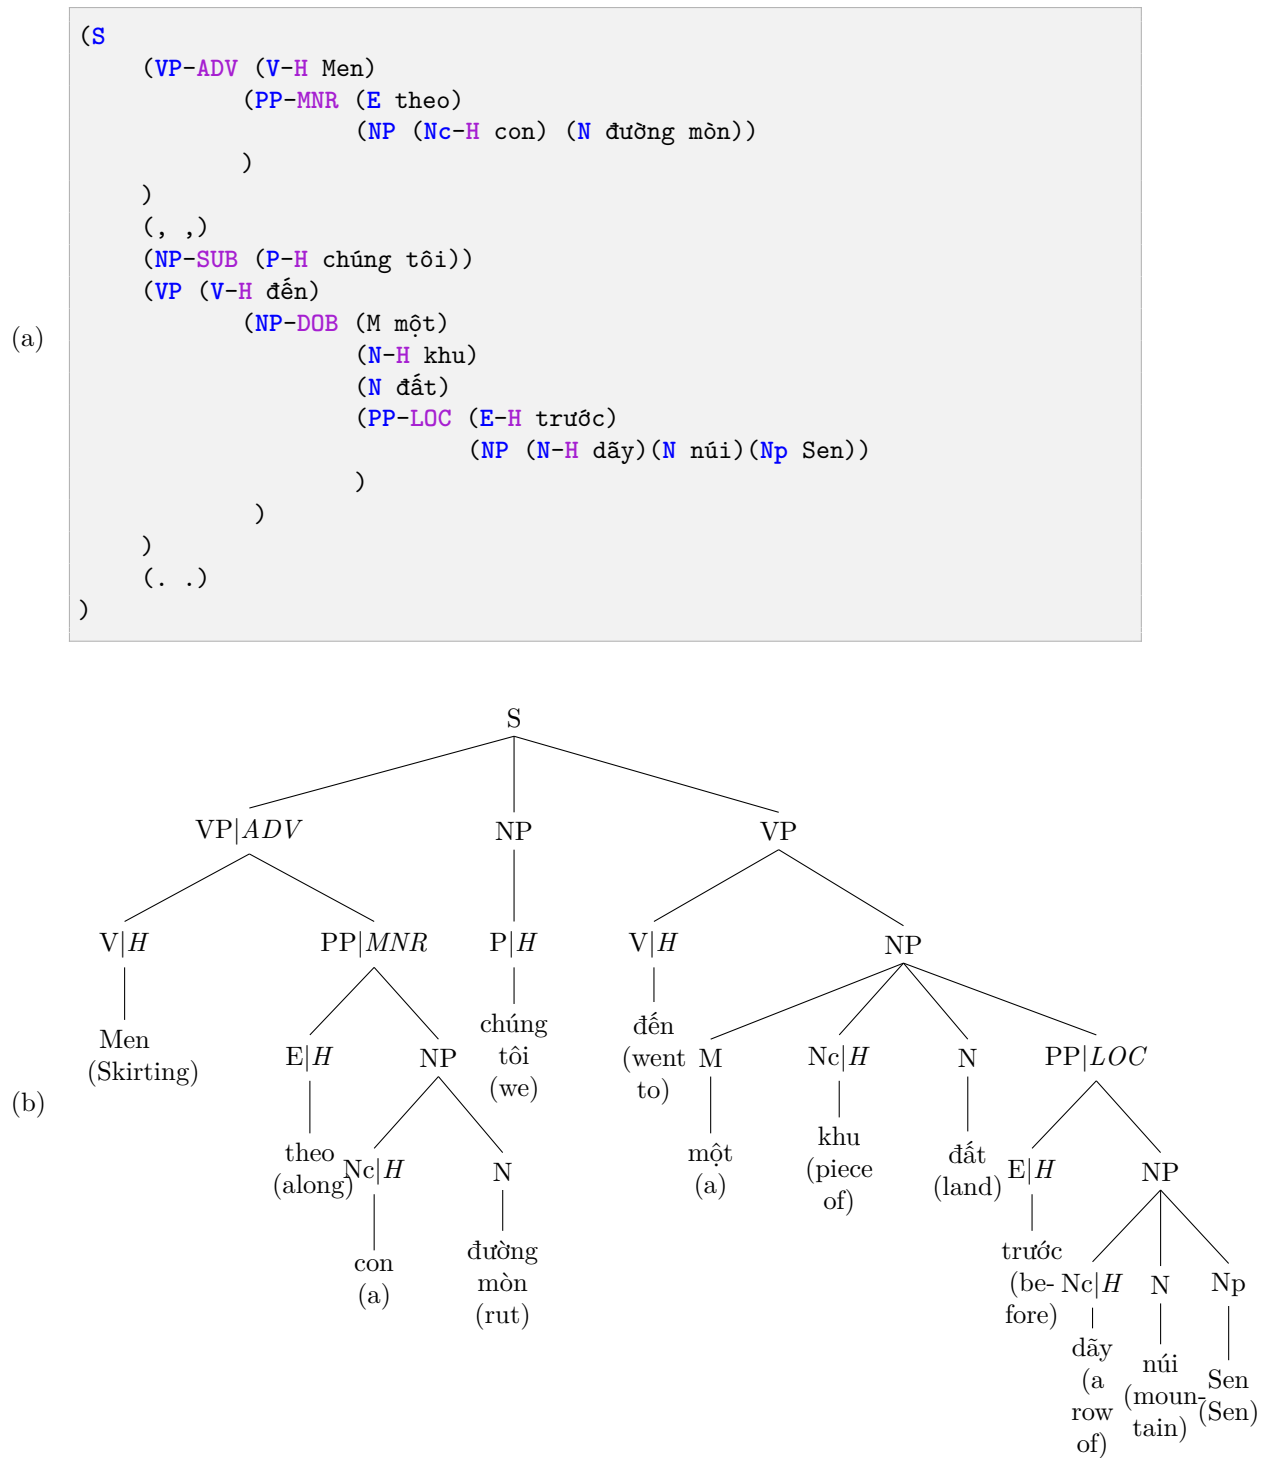 (S
(VP-ADV (V-H Men)
(PP-MNR (E theo)
(NP (Nc-H con) (N đường mòn))
)
)
(, ,)
(NP-SUB (P-H chúng tôi))
(VP (V-H đến)
(NP-DOB (M một)
(N-H khu)
(N đất)
(PP-LOC (E-H trước)
(NP (N-H dãy)(N núi)(Np Sen))
)
)
)
(. .)
)
(a)
S
VP|ADV NP VP
V|H PP|MNR P|H V|H NP
Men
(Skirting)
E|H NP
chúng
tôi
(we)
đến
(went
to)
M Nc|H N PP|LOC
(b)
theo
(along)
Nc|H N
một
(a)
khu
(piece
of)
đất
(land)
E|H NP
con
(a)
đường
mòn
(rut)
trước
(be-
fore)
Nc|H N Np
dãy
(a
row
of)
núi
(moun-
tain)
Sen
(Sen)